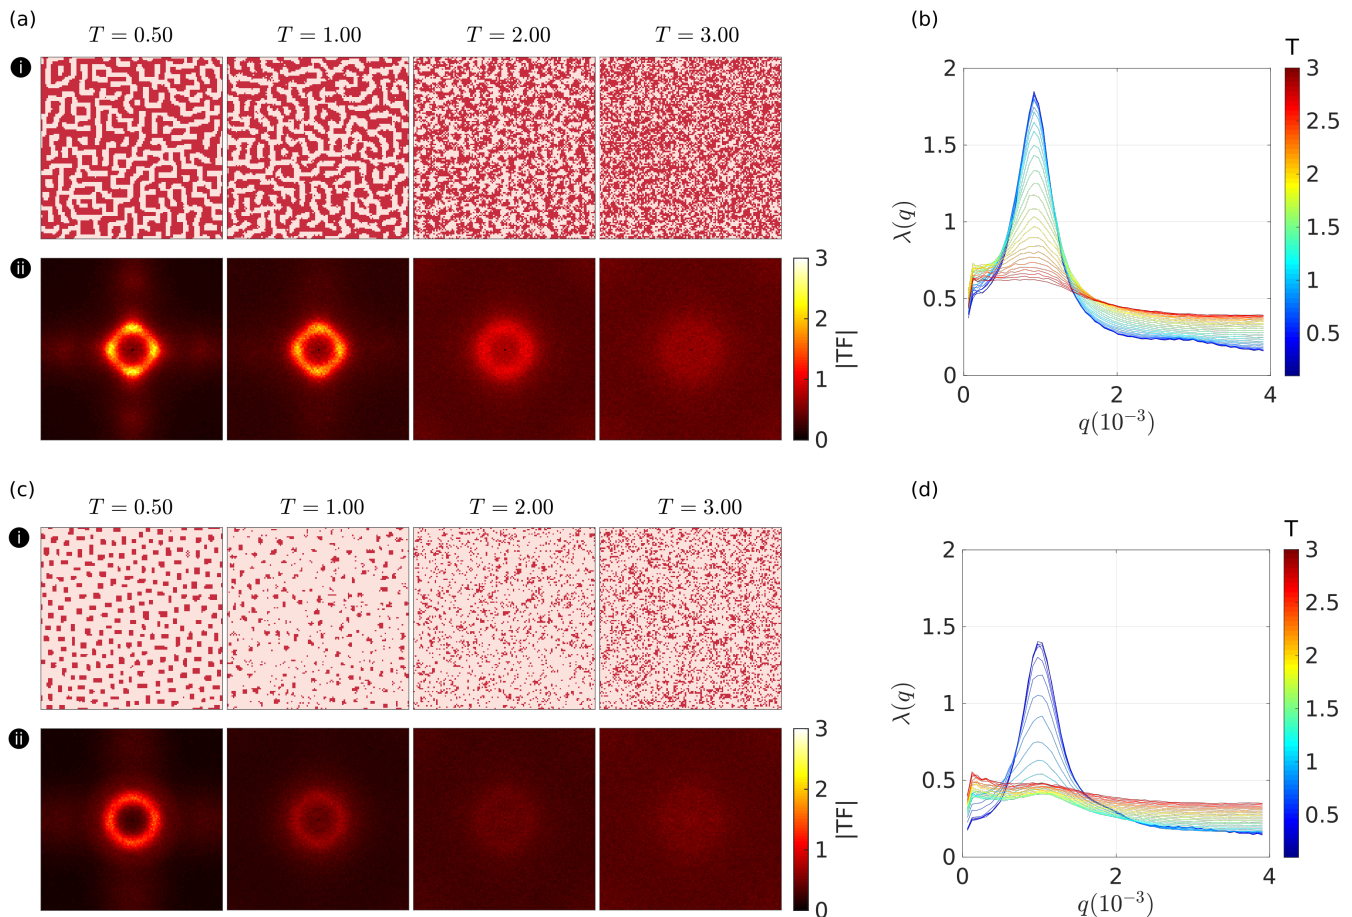 (a)
T = 0.50 T = 1.00 T = 2.00 T = 3.00
i
ii
3
2
1
0
|TF|
(b)
T
2
1.5
1
0.5
0
λ(q)
0 2 4
q(10⁻³)
3
2.5
2
1.5
1
0.5
(c)
T = 0.50 T = 1.00 T = 2.00 T = 3.00
i
ii
3
2
1
0
|TF|
(d)
T
2
1.5
1
0.5
0
λ(q)
0 2 4
q(10⁻³)
3
2.5
2
1.5
1
0.5